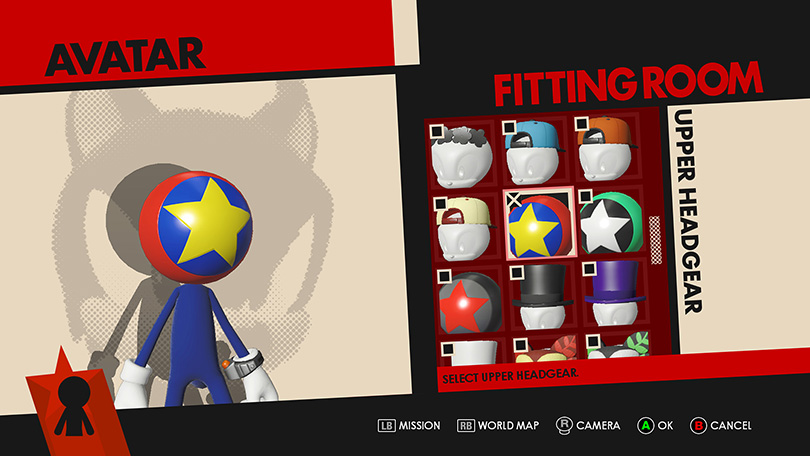 AVATAR
FITTING ROOM
UPPER HEADGEAR
SELECT UPPER HEADGEAR.
LB MISSION RB WORLD MAP R CAMERA A OK B CANCEL